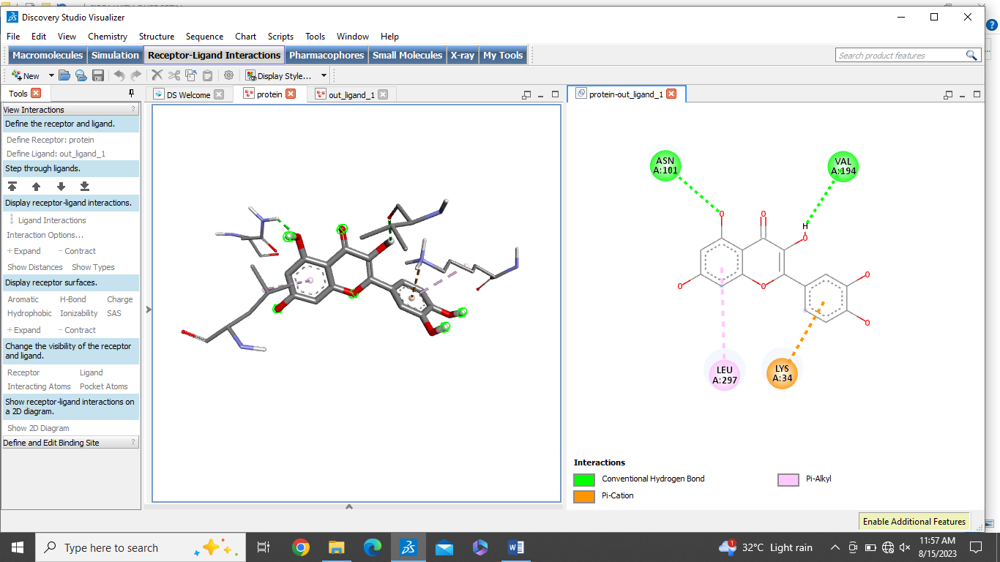 Discovery Studio Visualizer
File Edit View Chemistry Structure Sequence Chart Scripts Tools Window Help
Macromolecules Simulation Receptor-Ligand Interactions Pharmacophores Small Molecules X-ray My Tools
Search product features
New Display Style...
Tools DS Welcome protein out_ligand_1 protein-out_ligand_1
View Interactions ?
Define the receptor and ligand.
Define Receptor: protein
Define Ligand: out_ligand_1
Step through ligands.
Display receptor-ligand interactions.
Ligand Interactions
Interaction Options...
+ Expand − Contract
Show Distances Show Types
Display receptor surfaces.
Aromatic H-Bond Charge
Hydrophobic Ionizability SAS
+ Expand − Contract
Change the visibility of the receptor
and ligand.
Receptor Ligand
Interacting Atoms Pocket Atoms
Show receptor-ligand interactions on
a 2D diagram.
Show 2D Diagram
Define and Edit Binding Site ?
ASN
A:101
VAL
A:194
O O H
O
O O O
O
LEU
A:297
LYS
A:34
Interactions
Conventional Hydrogen Bond
Pi-Cation
Pi-Alkyl
Enable Additional Features
Type here to search
1
32°C Light rain
11:57 AM
8/15/2023